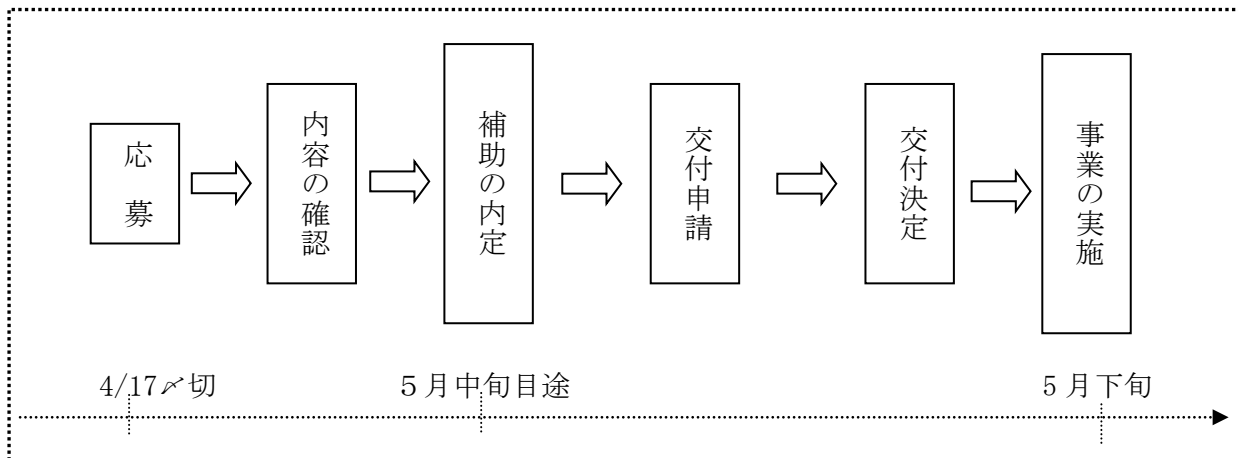 応募
内容の確認
補助の内定
交付申請
交付決定
事業の実施
4/17〆切
５月中旬目途
5月下旬